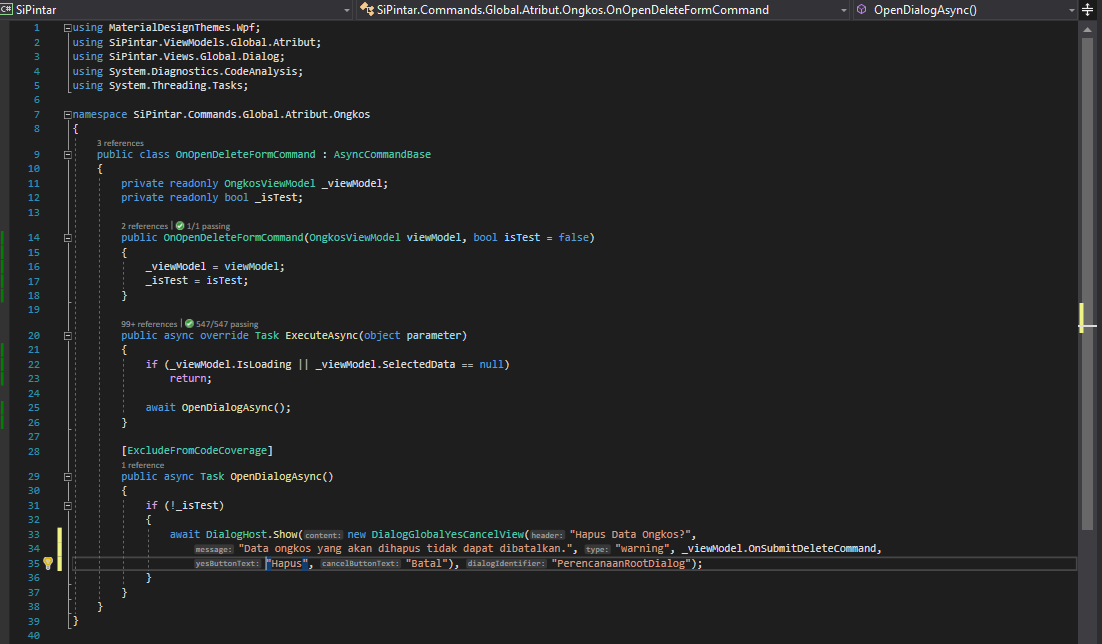 C# SiPintar SiPintar.Commands.Global.Atribut.Ongkos.OnOpenDeleteFormCommand OpenDialogAsync()
1 using MaterialDesignThemes.Wpf;
2 using SiPintar.ViewModels.Global.Atribut;
3 using SiPintar.Views.Global.Dialog;
4 using System.Diagnostics.CodeAnalysis;
5 using System.Threading.Tasks;
6
7 namespace SiPintar.Commands.Global.Atribut.Ongkos
8 {
3 references
9 public class OnOpenDeleteFormCommand : AsyncCommandBase
10 {
11 private readonly OngkosViewModel _viewModel;
12 private readonly bool _isTest;
13
2 references | 1/1 passing
14 public OnOpenDeleteFormCommand(OngkosViewModel viewModel, bool isTest = false)
15 {
16 _viewModel = viewModel;
17 _isTest = isTest;
18 }
19
99+ references | 547/547 passing
20 public async override Task ExecuteAsync(object parameter)
21 {
22 if (_viewModel.IsLoading || _viewModel.SelectedData == null)
23 return;
24
25 await OpenDialogAsync();
26 }
27
28 [ExcludeFromCodeCoverage]
1 reference
29 public async Task OpenDialogAsync()
30 {
31 if (!_isTest)
32 {
33 await DialogHost.Show(content: new DialogGlobalYesCancelView(header: "Hapus Data Ongkos?",
34 message: "Data ongkos yang akan dihapus tidak dapat dibatalkan.", type: "warning", _viewModel.OnSubmitDeleteCommand,
35 yesButtonText: "Hapus", cancelButtonText: "Batal"), dialogIdentifier: "PerencanaanRootDialog");
36 }
37 }
38 }
39 }
40